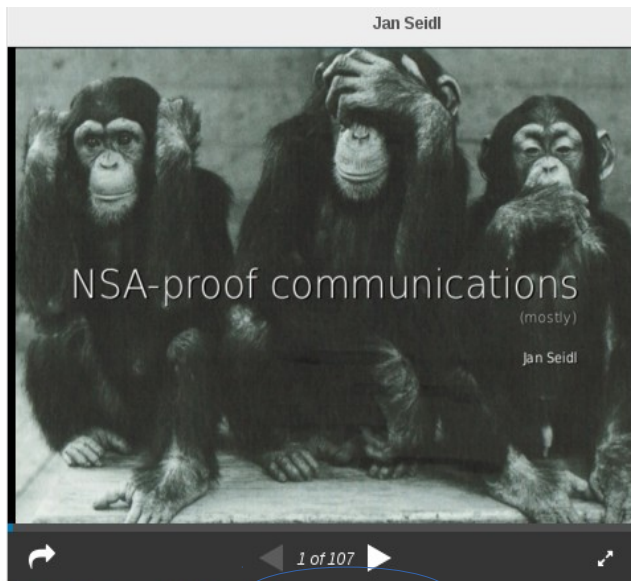 Jan Seidl
NSA-proof communications
(mostly)
Jan Seidl
1 of 107